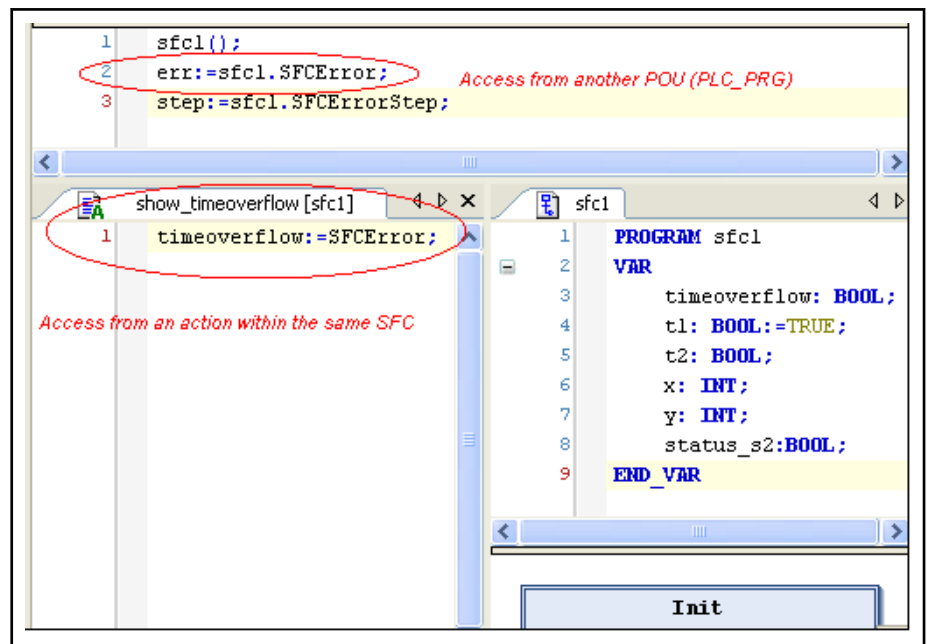 1 sfc1();
2 err:=sfc1.SFCError;
Access from another POU (PLC_PRG)
3 step:=sfc1.SFCErrorStep;
show_timeoverflow [sfc1]
1 timeoverflow:=SFCError;
Access from an action within the same SFC
sfc1
1 PROGRAM sfc1
2 VAR
3 timeoverflow: BOOL;
4 t1: BOOL:=TRUE;
5 t2: BOOL;
6 x: INT;
7 y: INT;
8 status_s2:BOOL;
9 END_VAR
Init